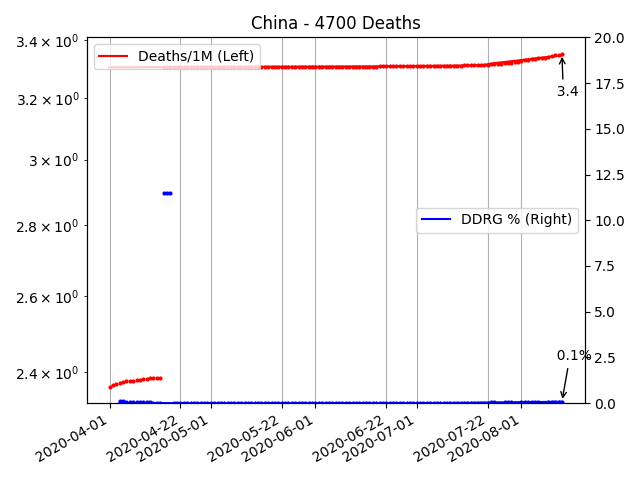 China - 4700 Deaths
3.4 × 10⁰
3.2 × 10⁰
3 × 10⁰
2.8 × 10⁰
2.6 × 10⁰
2.4 × 10⁰
Deaths/1M (Left)
DDRG % (Right)
3.4
0.1%
20.0
17.5
15.0
12.5
10.0
7.5
5.0
2.5
0.0
2020-04-01
2020-04-22
2020-05-01
2020-05-22
2020-06-01
2020-06-22
2020-07-01
2020-07-22
2020-08-01